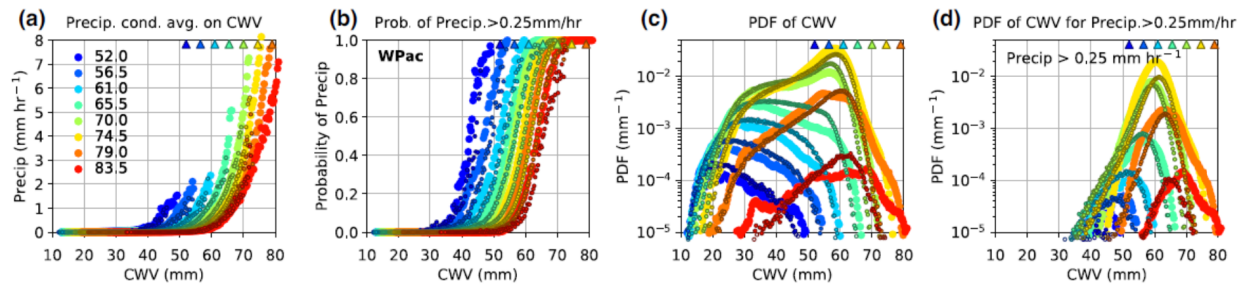 (a) Precip. cond. avg. on CWV
8
7
6
5
4
3
2
1
0
52.0
56.5
61.0
65.5
70.0
74.5
79.0
83.5
Precip (mm hr⁻¹)
10 20 30 40 50 60 70 80
CWV (mm)
(b) Prob. of Precip.>0.25mm/hr
1.0
0.8
0.6
0.4
0.2
0.0
WPac
Probability of Precip
10 20 30 40 50 60 70 80
CWV (mm)
(c) PDF of CWV
10⁻²
10⁻³
10⁻⁴
10⁻⁵
PDF (mm⁻¹)
10 20 30 40 50 60 70 80
CWV (mm)
(d) PDF of CWV for Precip.>0.25mm/hr
Precip > 0.25 mm hr⁻¹
10⁻²
10⁻³
10⁻⁴
10⁻⁵
PDF (mm⁻¹)
10 20 30 40 50 60 70 80
CWV (mm)